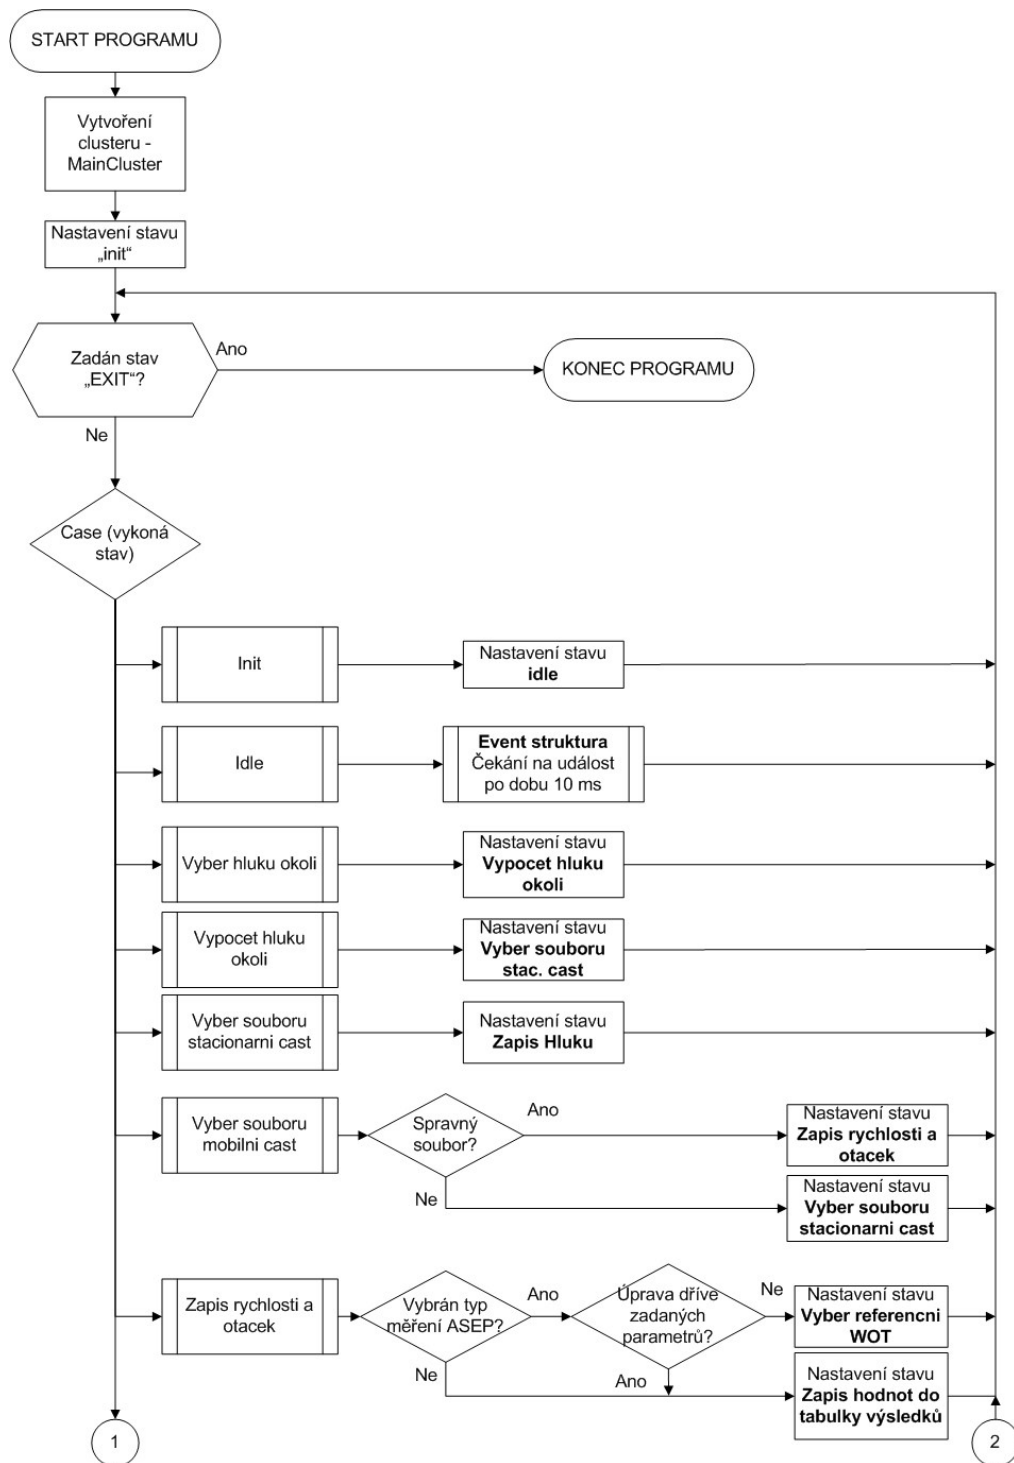 START PROGRAMU
Vytvoření
clusteru -
MainCluster
Nastavení stavu
„init“
Zadán stav
„EXIT“?
Ano
KONEC PROGRAMU
Ne
Case (vykoná
stav)
Init
Nastavení stavu
idle
Idle
Event struktura
Čekání na událost
po dobu 10 ms
Vyber hluku okoli
Nastavení stavu
Vypocet hluku
okoli
Vypocet hluku
okoli
Nastavení stavu
Vyber souboru
stac. cast
Vyber souboru
stacionarni cast
Nastavení stavu
Zapis Hluku
Vyber souboru
mobilni cast
Spravný
soubor?
Ano
Nastavení stavu
Zapis rychlosti a
otacek
Ne
Nastavení stavu
Vyber souboru
stacionarni cast
Zapis rychlosti a
otacek
Vybrán typ
měření ASEP?
Ano
Úprava dříve
zadaných
parametrů?
Ne
Nastavení stavu
Vyber referencni
WOT
Ne
Ano
Nastavení stavu
Zapis hodnot do
tabulky výsledků
1
2